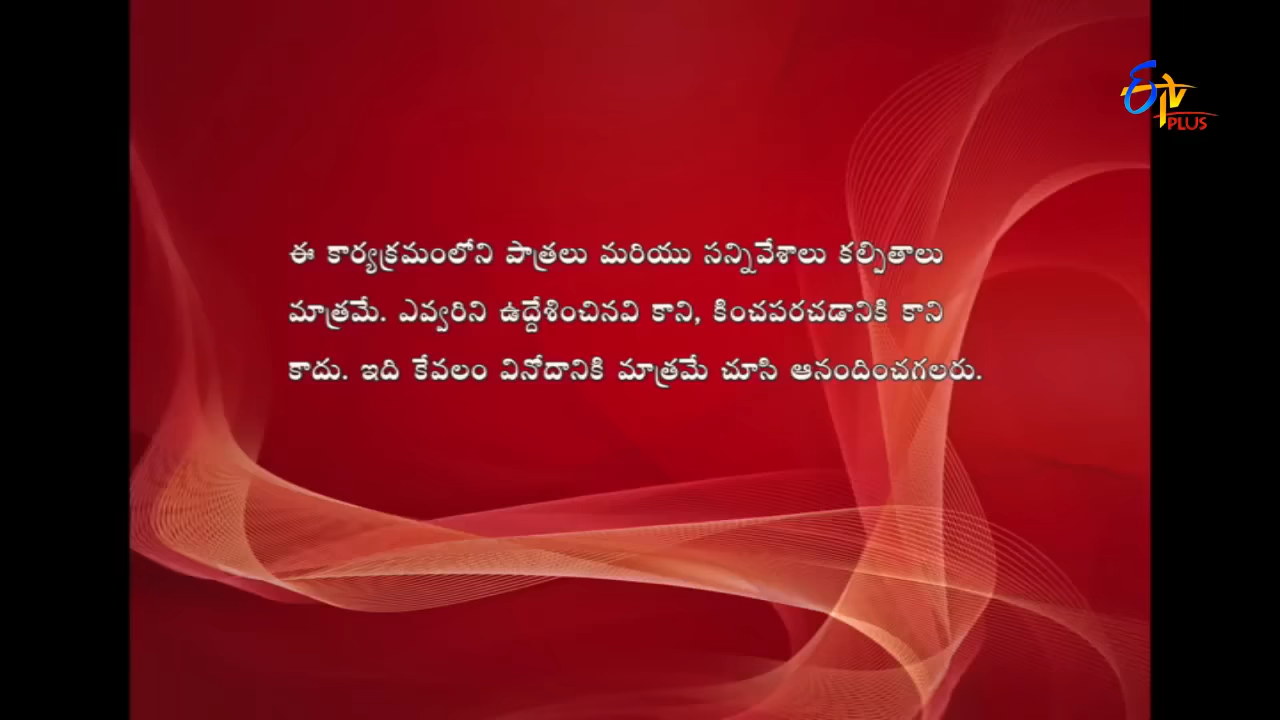 ETV
PLUS
ఈ కార్యక్రమంలోని పాత్రలు మరియు సన్నివేశాలు కల్పితాలు
మాత్రమే. ఎవ్వరిని ఉద్దేశించినవి కాని, కించపరచడానికి కాని
కాదు. ఇది కేవలం వినోదానికి మాత్రమే చూసి ఆనందించగలరు.